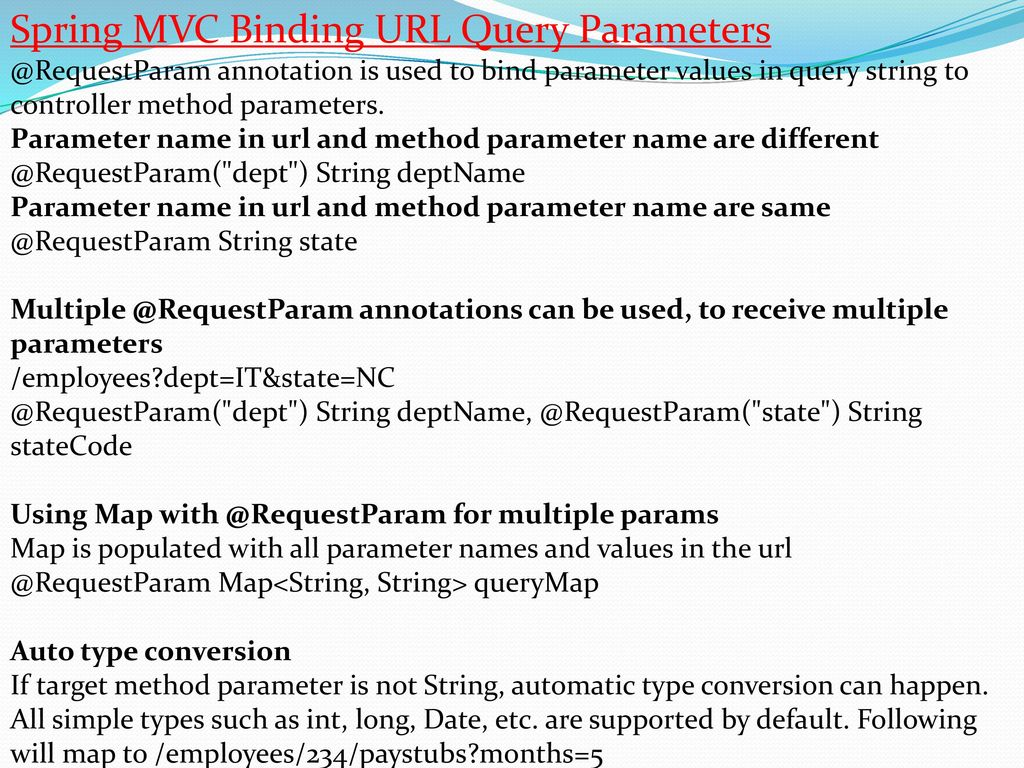 Spring MVC Binding URL Query Parameters
@RequestParam annotation is used to bind parameter values in query string to
controller method parameters.
Parameter name in url and method parameter name are different
@RequestParam("dept") String deptName
Parameter name in url and method parameter name are same
@RequestParam String state
Multiple @RequestParam annotations can be used, to receive multiple
parameters
/employees?dept=IT&state=NC
@RequestParam("dept") String deptName, @RequestParam("state") String
stateCode
Using Map with @RequestParam for multiple params
Map is populated with all parameter names and values in the url
@RequestParam Map<String, String> queryMap
Auto type conversion
If target method parameter is not String, automatic type conversion can happen.
All simple types such as int, long, Date, etc. are supported by default. Following
will map to /employees/234/paystubs?months=5